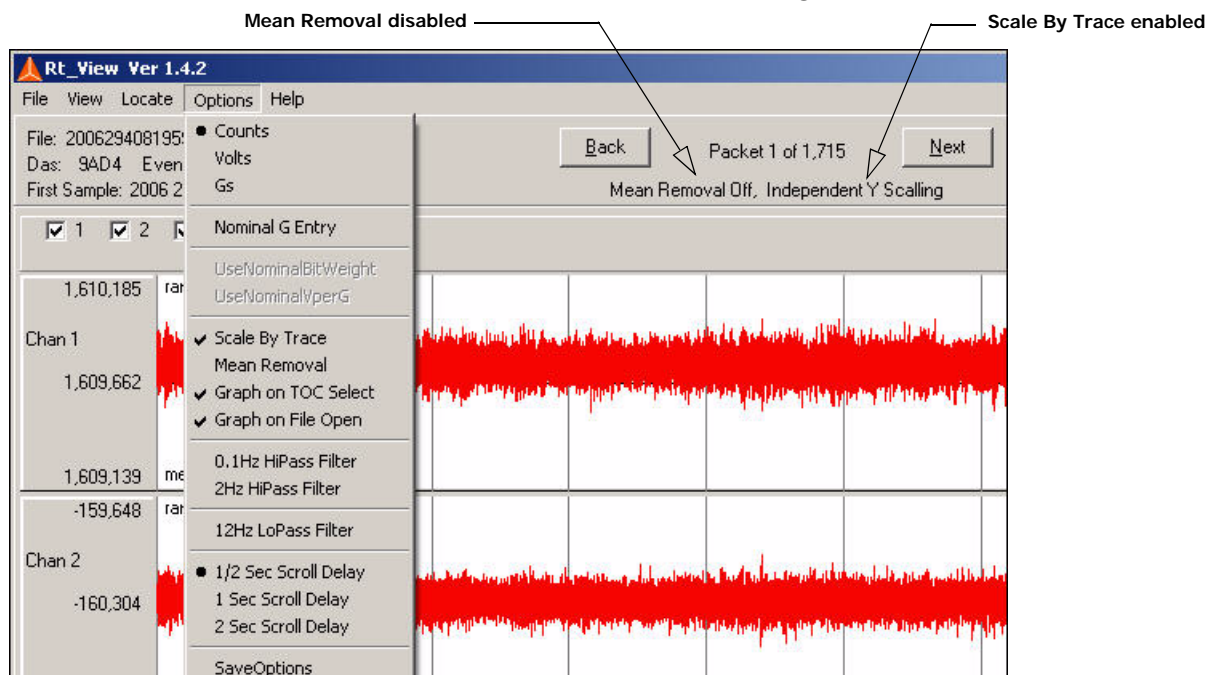 Mean Removal disabled
Scale By Trace enabled
Rt_View Ver 1.4.2
File View Locate Options Help
File: 200629408195
Das: 9AD4 Even
First Sample: 2006 2
Back
Packet 1 of 1,715
Next
Mean Removal Off, Independent Y Scalling
1 2
Counts
Volts
Gs
Nominal G Entry
UseNominalBitWeight
UseNominalVperG
Scale By Trace
Mean Removal
Graph on TOC Select
Graph on File Open
0.1Hz HiPass Filter
2Hz HiPass Filter
12Hz LoPass Filter
1/2 Sec Scroll Delay
1 Sec Scroll Delay
2 Sec Scroll Delay
SaveOptions
1,610,185
Chan 1
1,609,662
1,609,139
-159,648
Chan 2
-160,304